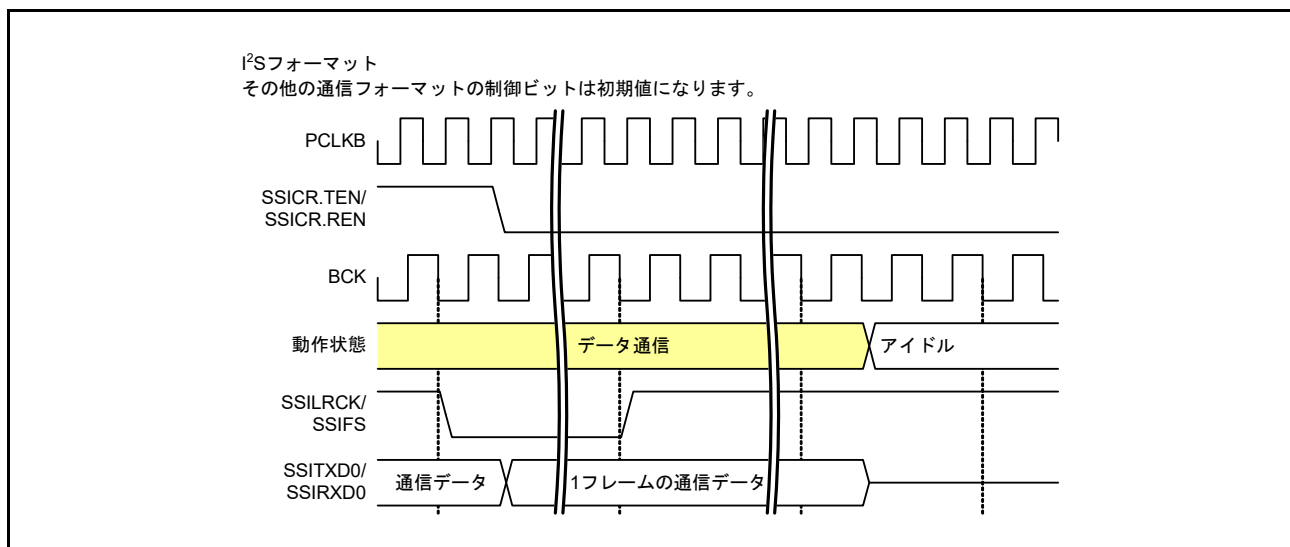 I²Sフォーマット
その他の通信フォーマットの制御ビットは初期値になります。
PCLKB
SSICR.TEN/
SSICR.REN
BCK
動作状態
データ通信
アイドル
SSILRCK/
SSIFS
SSITXD0/
SSIRXD0
通信データ
1フレームの通信データ